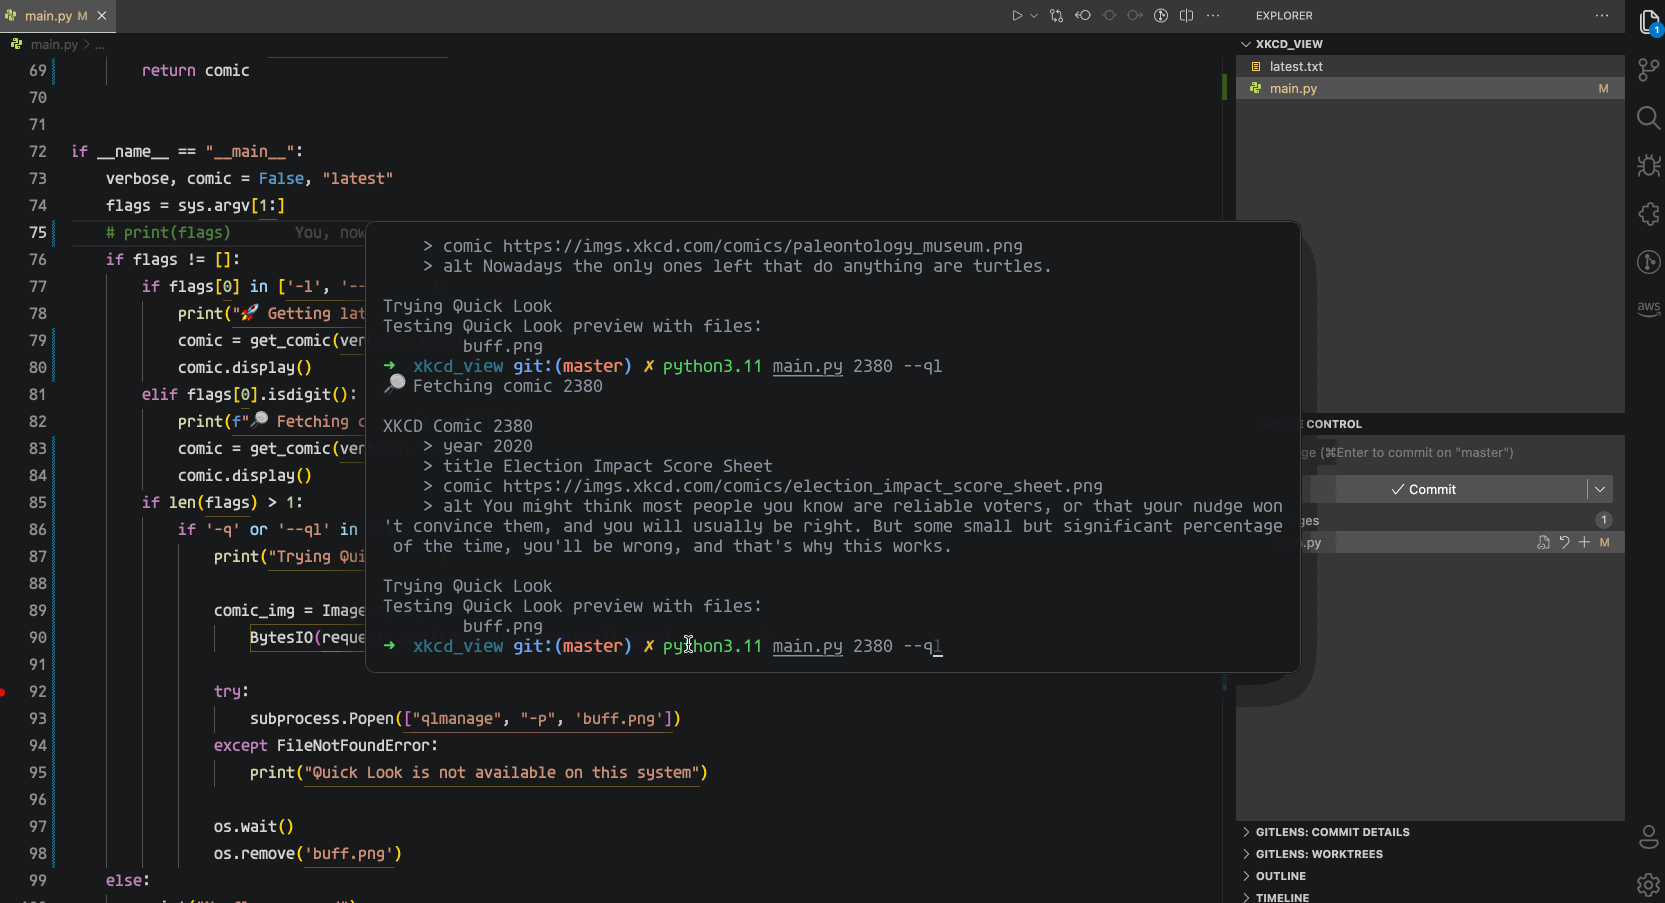 main.py M
main.py > ...
69 return comic
70
71
72 if __name__ == "__main__":
73 verbose, comic = False, "latest"
74 flags = sys.argv[1:]
75 # print(flags) You, now
76 if flags != []:
77 if flags[0] in ['-l', '--
78 print("🚀 Getting lat
79 comic = get_comic(ver
80 comic.display()
81 elif flags[0].isdigit():
82 print(f"🔎 Fetching c
83 comic = get_comic(ver
84 comic.display()
85 if len(flags) > 1:
86 if '-q' or '--ql' in
87 print("Trying Qui
88
89 comic_img = Image
90 BytesIO(reque
91
92 try:
93 subprocess.Popen(["qlmanage", "-p", 'buff.png'])
94 except FileNotFoundError:
95 print("Quick Look is not available on this system")
96
97 os.wait()
98 os.remove('buff.png')
99 else:
> comic https://imgs.xkcd.com/comics/paleontology_museum.png
> alt Nowadays the only ones left that do anything are turtles.
Trying Quick Look
Testing Quick Look preview with files:
buff.png
➜ xkcd_view git:(master) ✗ python3.11 main.py 2380 --ql
🔎 Fetching comic 2380
XKCD Comic 2380
> year 2020
> title Election Impact Score Sheet
> comic https://imgs.xkcd.com/comics/election_impact_score_sheet.png
> alt You might think most people you know are reliable voters, or that your nudge won
't convince them, and you will usually be right. But some small but significant percentage
of the time, you'll be wrong, and that's why this works.
Trying Quick Look
Testing Quick Look preview with files:
buff.png
➜ xkcd_view git:(master) ✗ python3.11 main.py 2380 --ql
EXPLORER
XKCD_VIEW
latest.txt
main.py M
CONTROL
ge (⌘Enter to commit on "master")
Commit
ges 1
.py M
GITLENS: COMMIT DETAILS
GITLENS: WORKTREES
OUTLINE
TIMELINE
1
aws